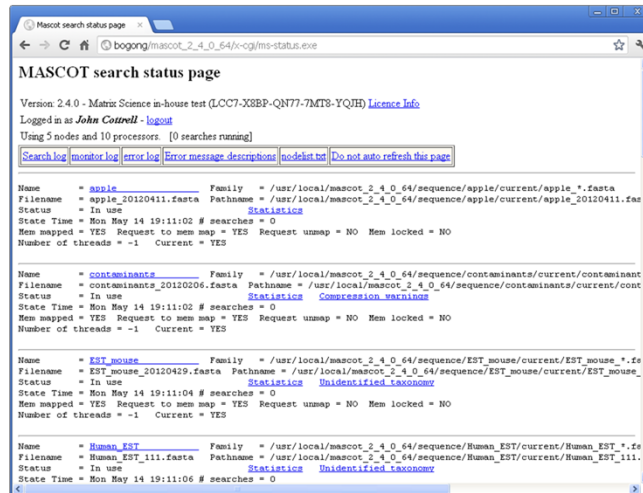 Mascot search status page
bogong/mascot_2_4_0_64/x-cgi/ms-status.exe
MASCOT search status page
Version: 2.4.0 - Matrix Science in-house test (LCC7-X8BP-QN77-7MT8-YQJH) Licence Info
Logged in as John Cottrell - logout
Using 5 nodes and 10 processors. [0 searches running]
Search log monitor log error log Error message descriptions nodelist.txt Do not auto refresh this page
Name = apple Family = /usr/local/mascot_2_4_0_64/sequence/apple/current/apple_*.fasta
Filename = apple_20120411.fasta Pathname = /usr/local/mascot_2_4_0_64/sequence/apple/current/apple_20120411.fas
Status = In use Statistics
State Time = Mon May 14 19:11:02 # searches = 0
Mem mapped = YES Request to mem map = YES Request unmap = NO Mem locked = NO
Number of threads = -1 Current = YES
Name = contaminants Family = /usr/local/mascot_2_4_0_64/sequence/contaminants/current/contaminant
Filename = contaminants_20120206.fasta Pathname = /usr/local/mascot_2_4_0_64/sequence/contaminants/current/cont
Status = In use Statistics Compression warnings
State Time = Mon May 14 19:11:02 # searches = 0
Mem mapped = YES Request to mem map = YES Request unmap = NO Mem locked = NO
Number of threads = -1 Current = YES
Name = EST_mouse Family = /usr/local/mascot_2_4_0_64/sequence/EST_mouse/current/EST_mouse_*.fs
Filename = EST_mouse_20120429.fasta Pathname = /usr/local/mascot_2_4_0_64/sequence/EST_mouse/current/EST_mouse_
Status = In use Statistics Unidentified taxonomy
State Time = Mon May 14 19:11:04 # searches = 0
Mem mapped = YES Request to mem map = YES Request unmap = NO Mem locked = NO
Number of threads = -1 Current = YES
Name = Human_EST Family = /usr/local/mascot_2_4_0_64/sequence/Human_EST/current/Human_EST_*.fs
Filename = Human_EST_111.fasta Pathname = /usr/local/mascot_2_4_0_64/sequence/Human_EST/current/Human_EST_111.
Status = In use Statistics Unidentified taxonomy
State Time = Mon May 14 19:11:06 # searches = 0